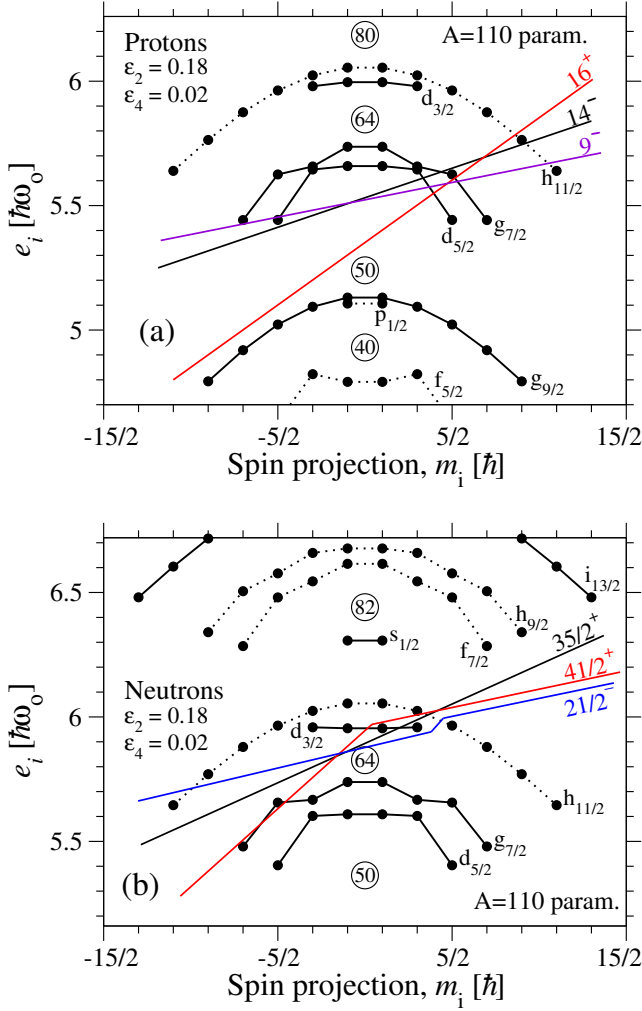 80
Protons
A=110 param.
ε₂ = 0.18
ε₄ = 0.02
16⁺
6
d₃/₂
64
14⁻
9⁻
h₁₁/₂
5.5
d₅/₂
g₇/₂
50
5
p₁/₂
(a)
40
f₅/₂
g₉/₂
-15/2
-5/2
5/2
15/2
eᵢ [ħω₀]
Spin projection, mᵢ [ħ]
6.5
i₁₃/₂
82
h₉/₂
s₁/₂
f₇/₂
35/2⁺
41/2⁺
21/2⁻
Neutrons
ε₂ = 0.18
ε₄ = 0.02
6
d₃/₂
64
h₁₁/₂
5.5
g₇/₂
d₅/₂
(b)
50
A=110 param.
-15/2
-5/2
5/2
15/2
eᵢ [ħω₀]
Spin projection, mᵢ [ħ]